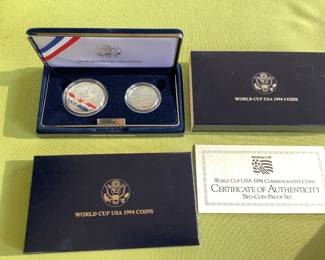 WORLD CUP USA 1994 COINS
WORLD CUP USA 1994 COINS
WORLD CUP USA 1994 COMMEMORATIVE COINS
CERTIFICATE OF AUTHENTICITY
TWO-COIN PROOF SET